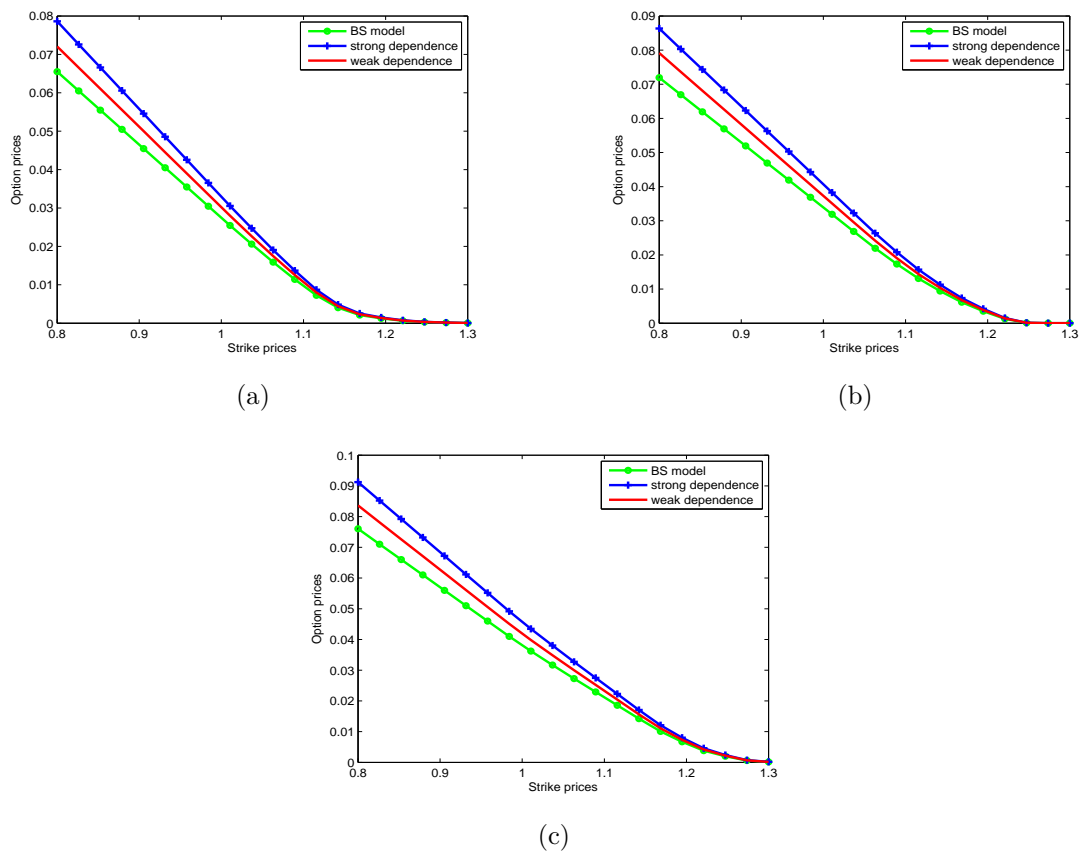 0.08
0.07
0.06
0.05
0.04
0.03
0.02
0.01
0
0.8
0.9
1
1.1
1.2
1.3
Option prices
Strike prices
BS model
strong dependence
weak dependence
(a)
0.09
0.08
0.07
0.06
0.05
0.04
0.03
0.02
0.01
0
0.8
0.9
1
1.1
1.2
1.3
Option prices
Strike prices
BS model
strong dependence
weak dependence
(b)
0.1
0.09
0.08
0.07
0.06
0.05
0.04
0.03
0.02
0.01
0
0.8
0.9
1
1.1
1.2
1.3
Option prices
Strike prices
BS model
strong dependence
weak dependence
(c)